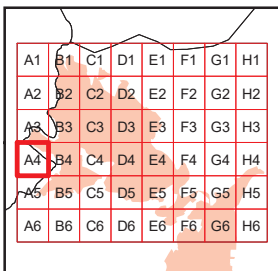 A1 B1 C1 D1 E1 F1 G1 H1
A2 B2 C2 D2 E2 F2 G2 H2
A3 B3 C3 D3 E3 F3 G3 H3
A4 B4 C4 D4 E4 F4 G4 H4
A5 B5 C5 D5 E5 F5 G5 H5
A6 B6 C6 D6 E6 F6 G6 H6